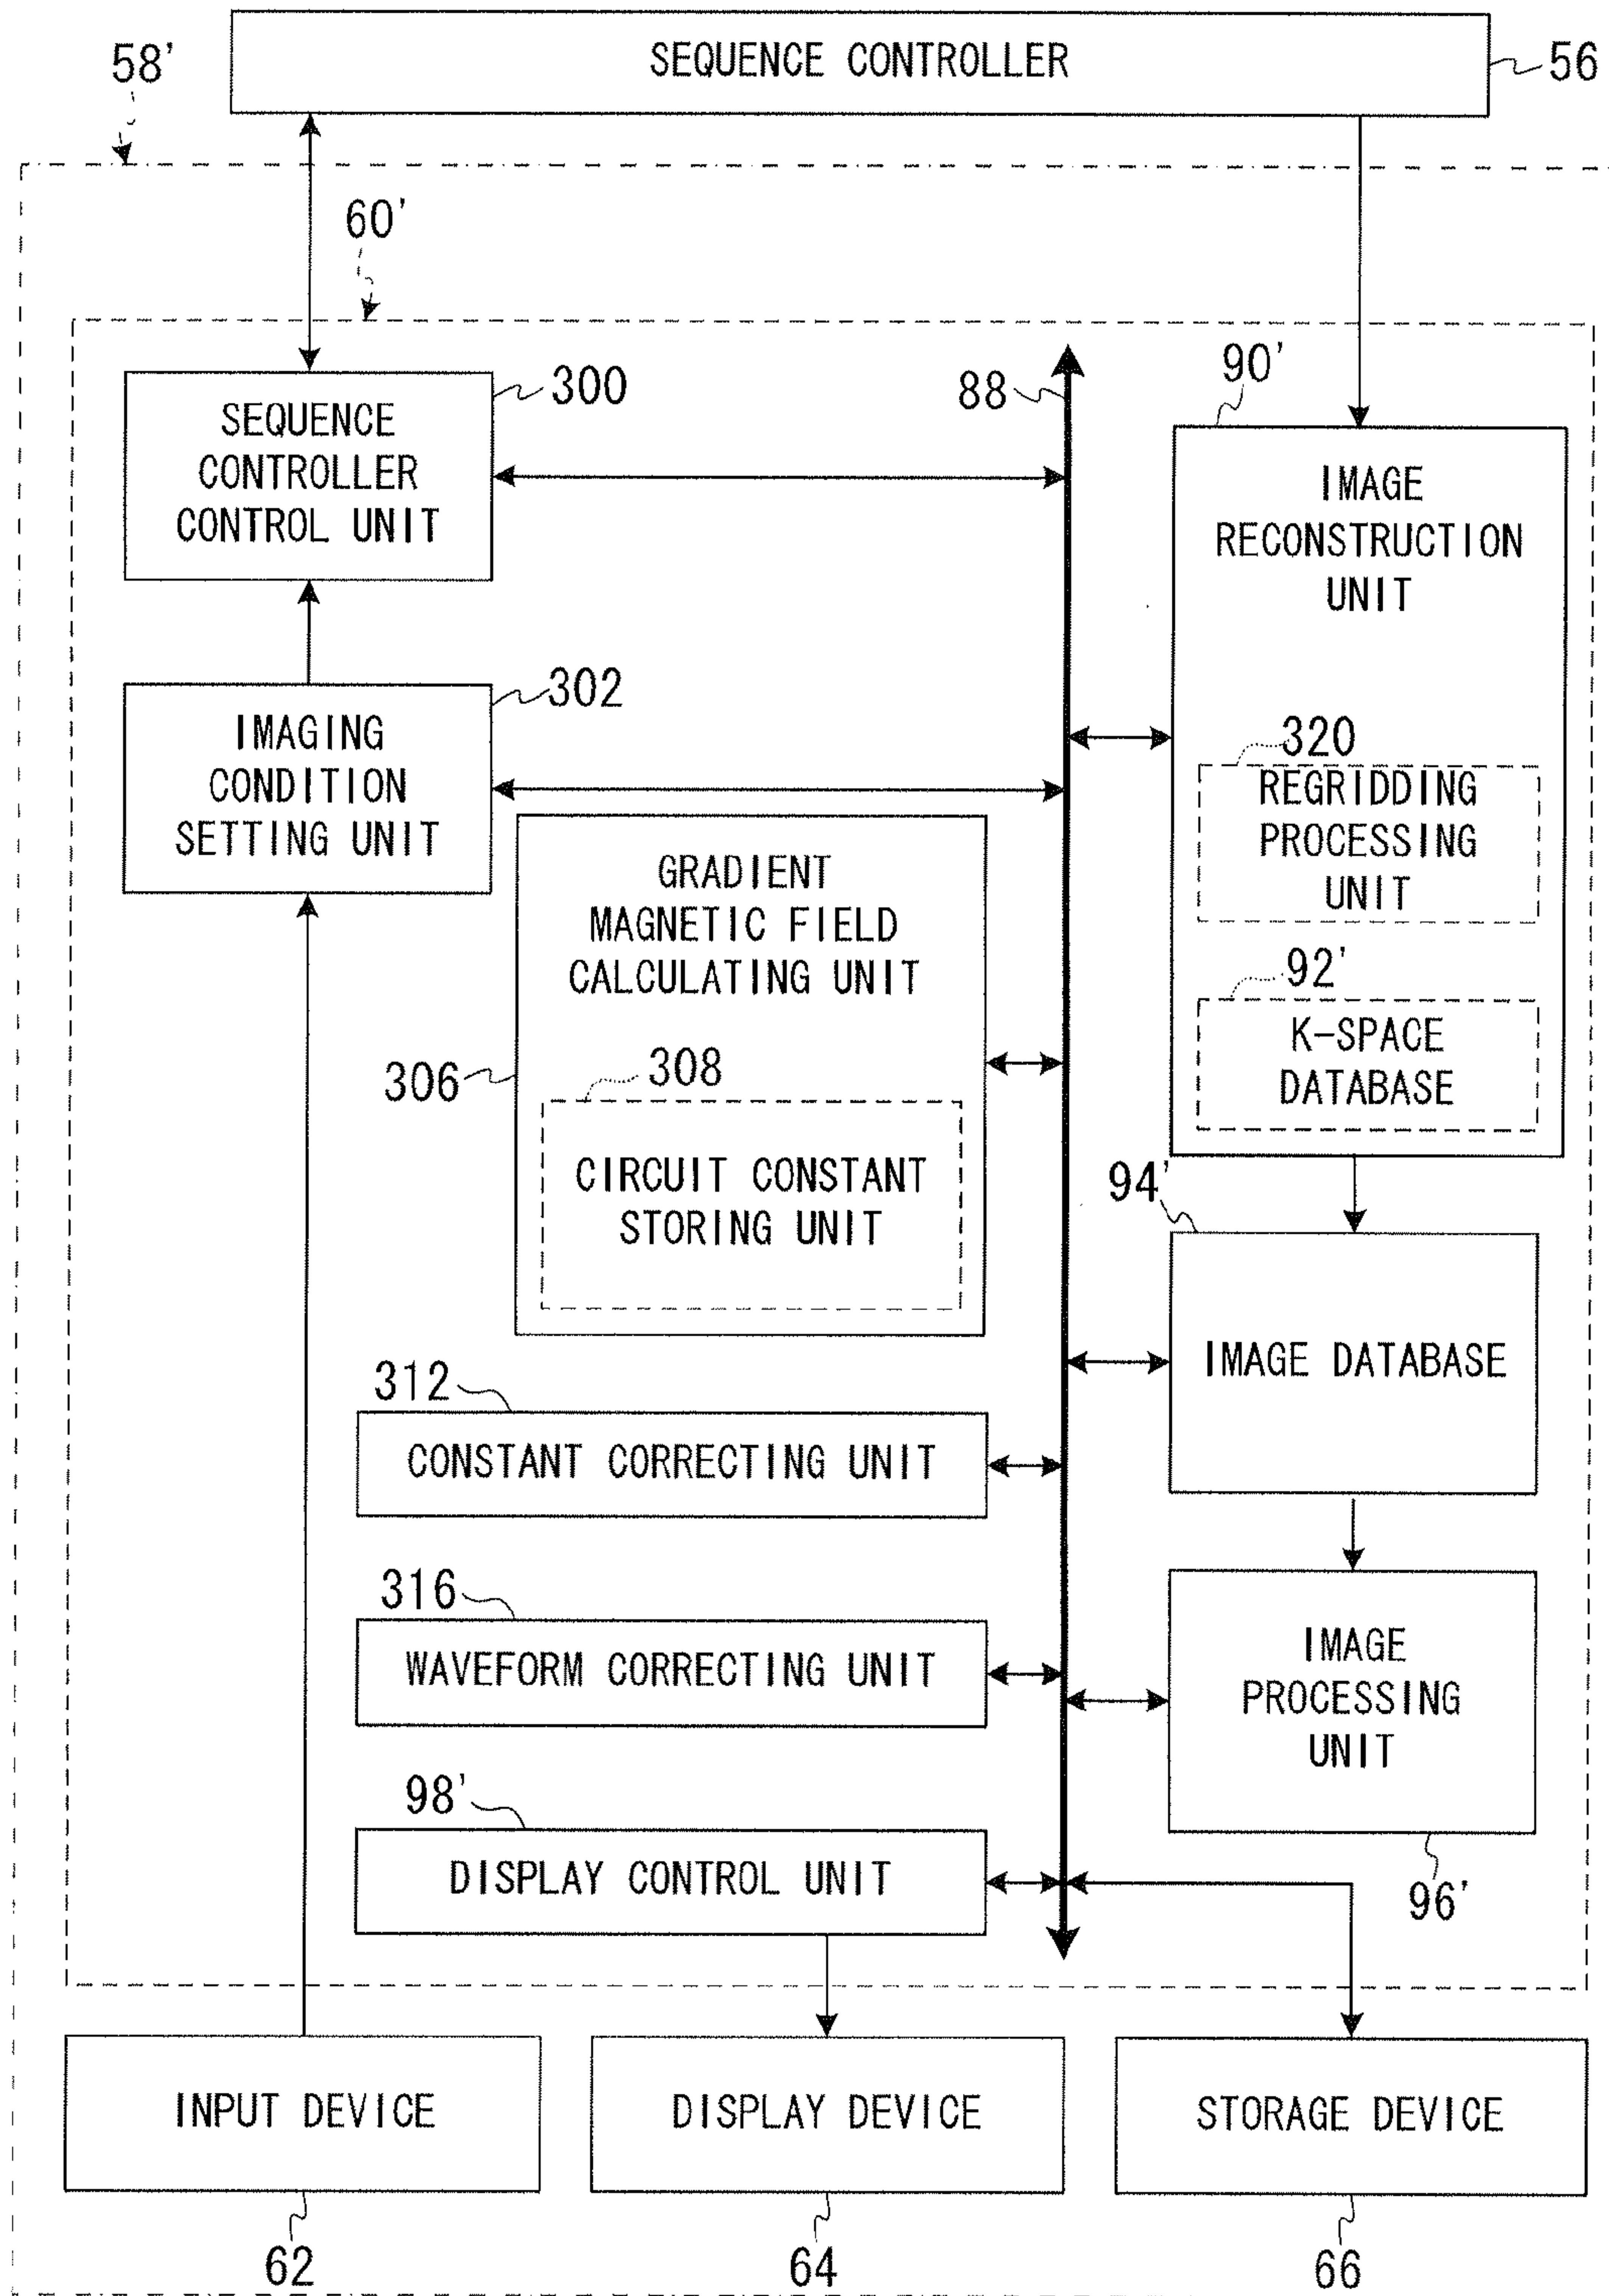 SEQUENCE CONTROLLER
56
58'
60'
300
SEQUENCE
CONTROLLER
CONTROL UNIT
88
90'
IMAGE
RECONSTRUCTION
UNIT
302
IMAGING
CONDITION
SETTING UNIT
320
REGRIDDING
PROCESSING
UNIT
GRADIENT
MAGNETIC FIELD
CALCULATING UNIT
306
308
CIRCUIT CONSTANT
STORING UNIT
92'
K-SPACE
DATABASE
94'
IMAGE DATABASE
312
CONSTANT CORRECTING UNIT
316
WAVEFORM CORRECTING UNIT
IMAGE
PROCESSING
UNIT
96'
98'
DISPLAY CONTROL UNIT
INPUT DEVICE
DISPLAY DEVICE
STORAGE DEVICE
62
64
66